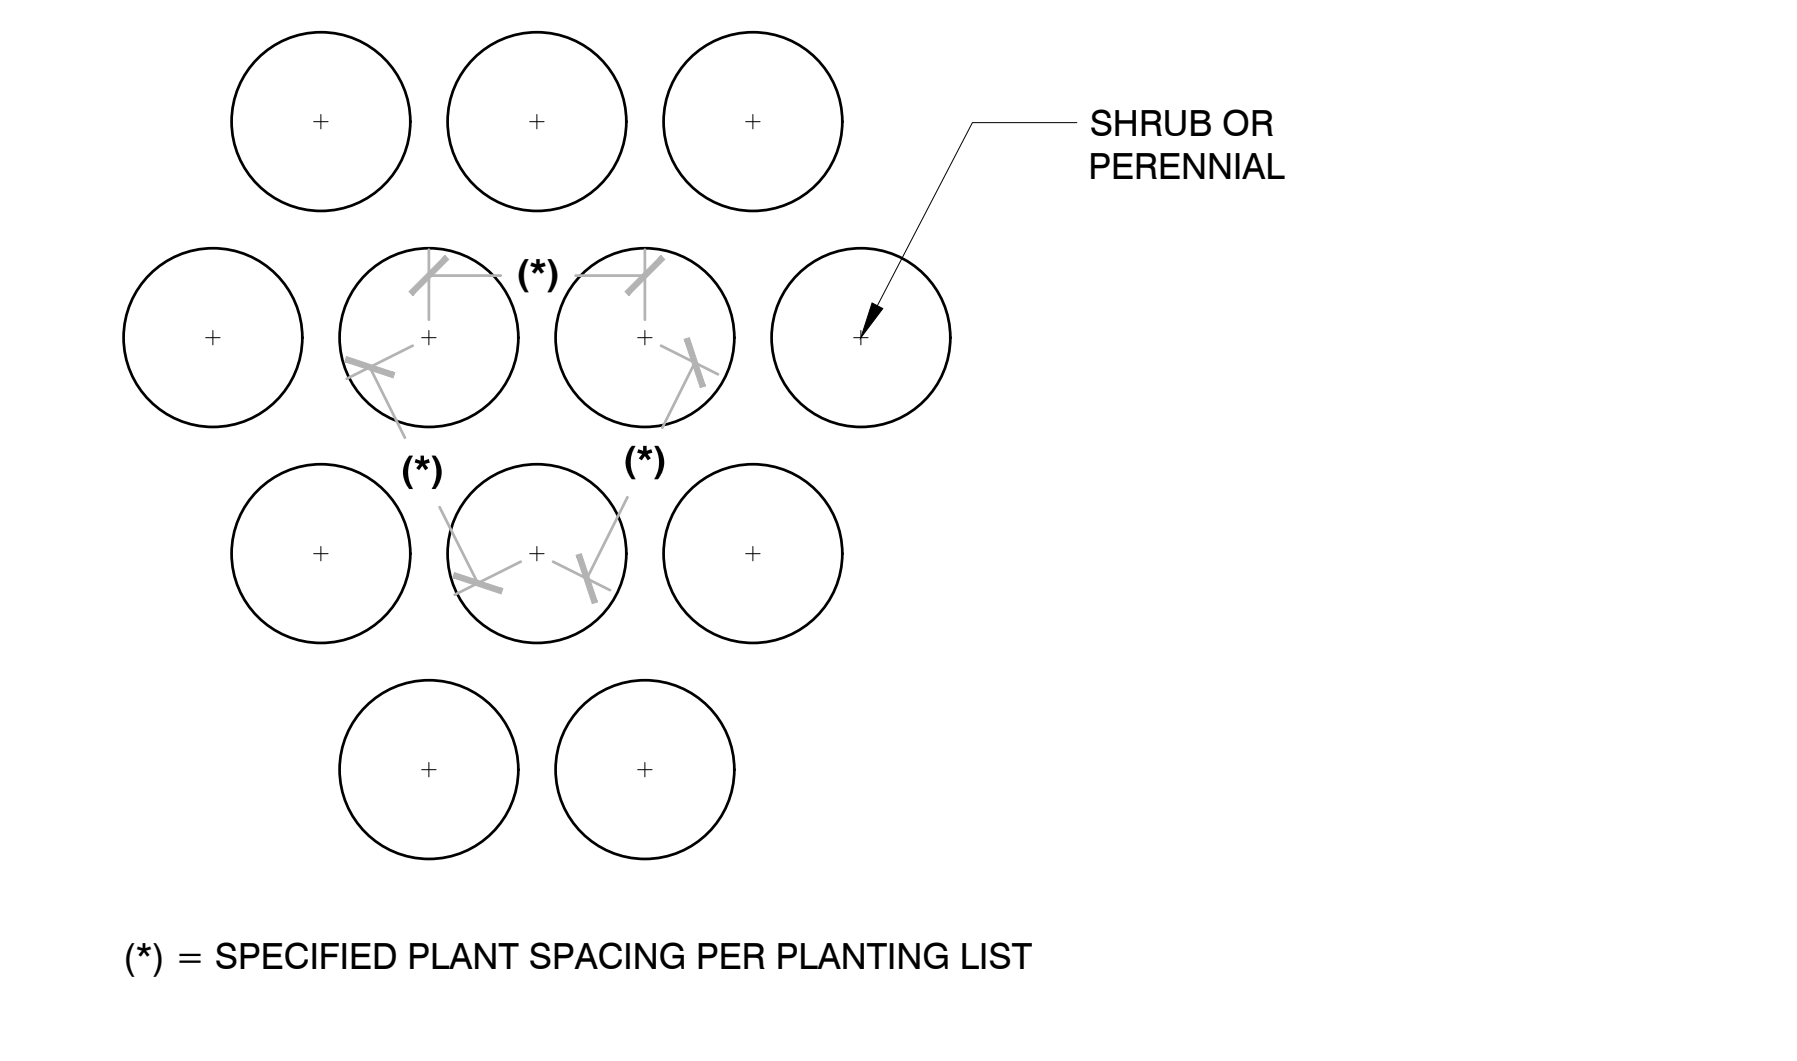 SHRUB OR
PERENNIAL
(*)
(*)
(*)
(*) = SPECIFIED PLANT SPACING PER PLANTING LIST